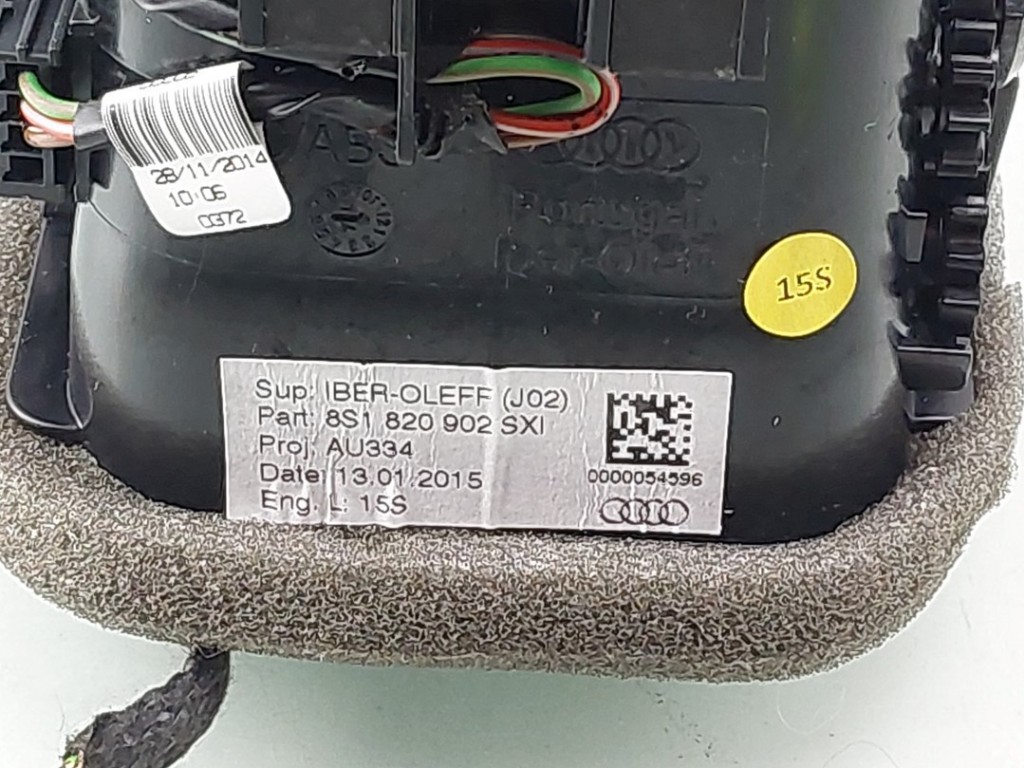 28/11/2014
10:06
0372
Portugal
15S
Sup: IBER-OLEFF (J02)
Part: 8S1 820 902 SXI
Proj. AU334
Date 13.01.2015
0000054596
Eng. L: 15S